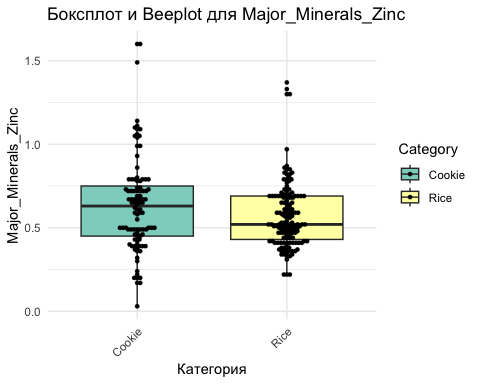 Боксплот и Beeplot для Major_Minerals_Zinc
Major_Minerals_Zinc
1.5
1.0
0.5
0.0
Cookie
Rice
Категория
Category
Cookie
Rice